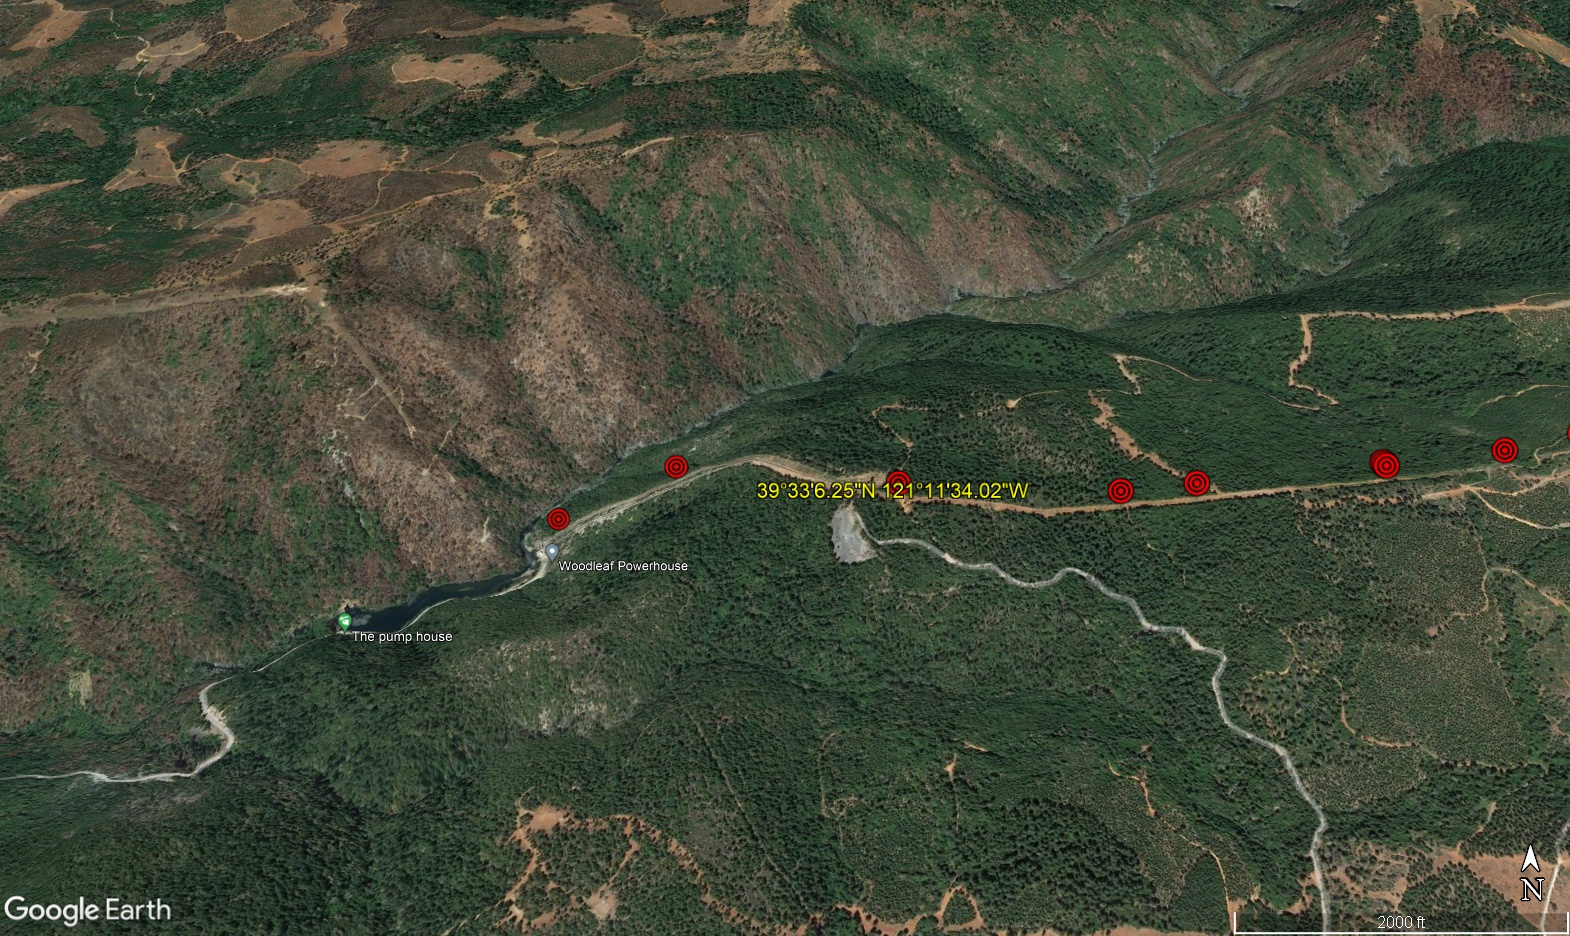 39°33'6.25"N 121°11'34.02"W
Woodleaf Powerhouse
The pump house
N
Google Earth
2000 ft